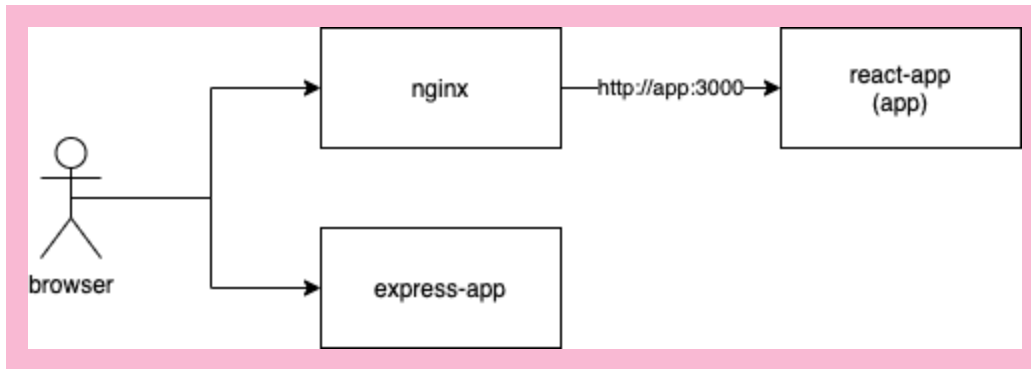 nginx
http://app:3000
react-app
(app)
browser
express-app